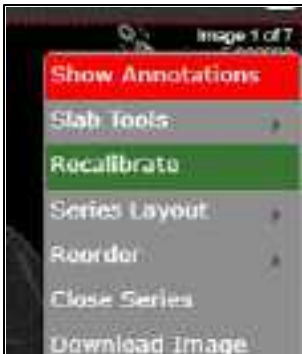 Image 1 of 7
Show Annotations
Slab Tools
Recalibrate
Series Layout
Reorder
Close Series
Download Image